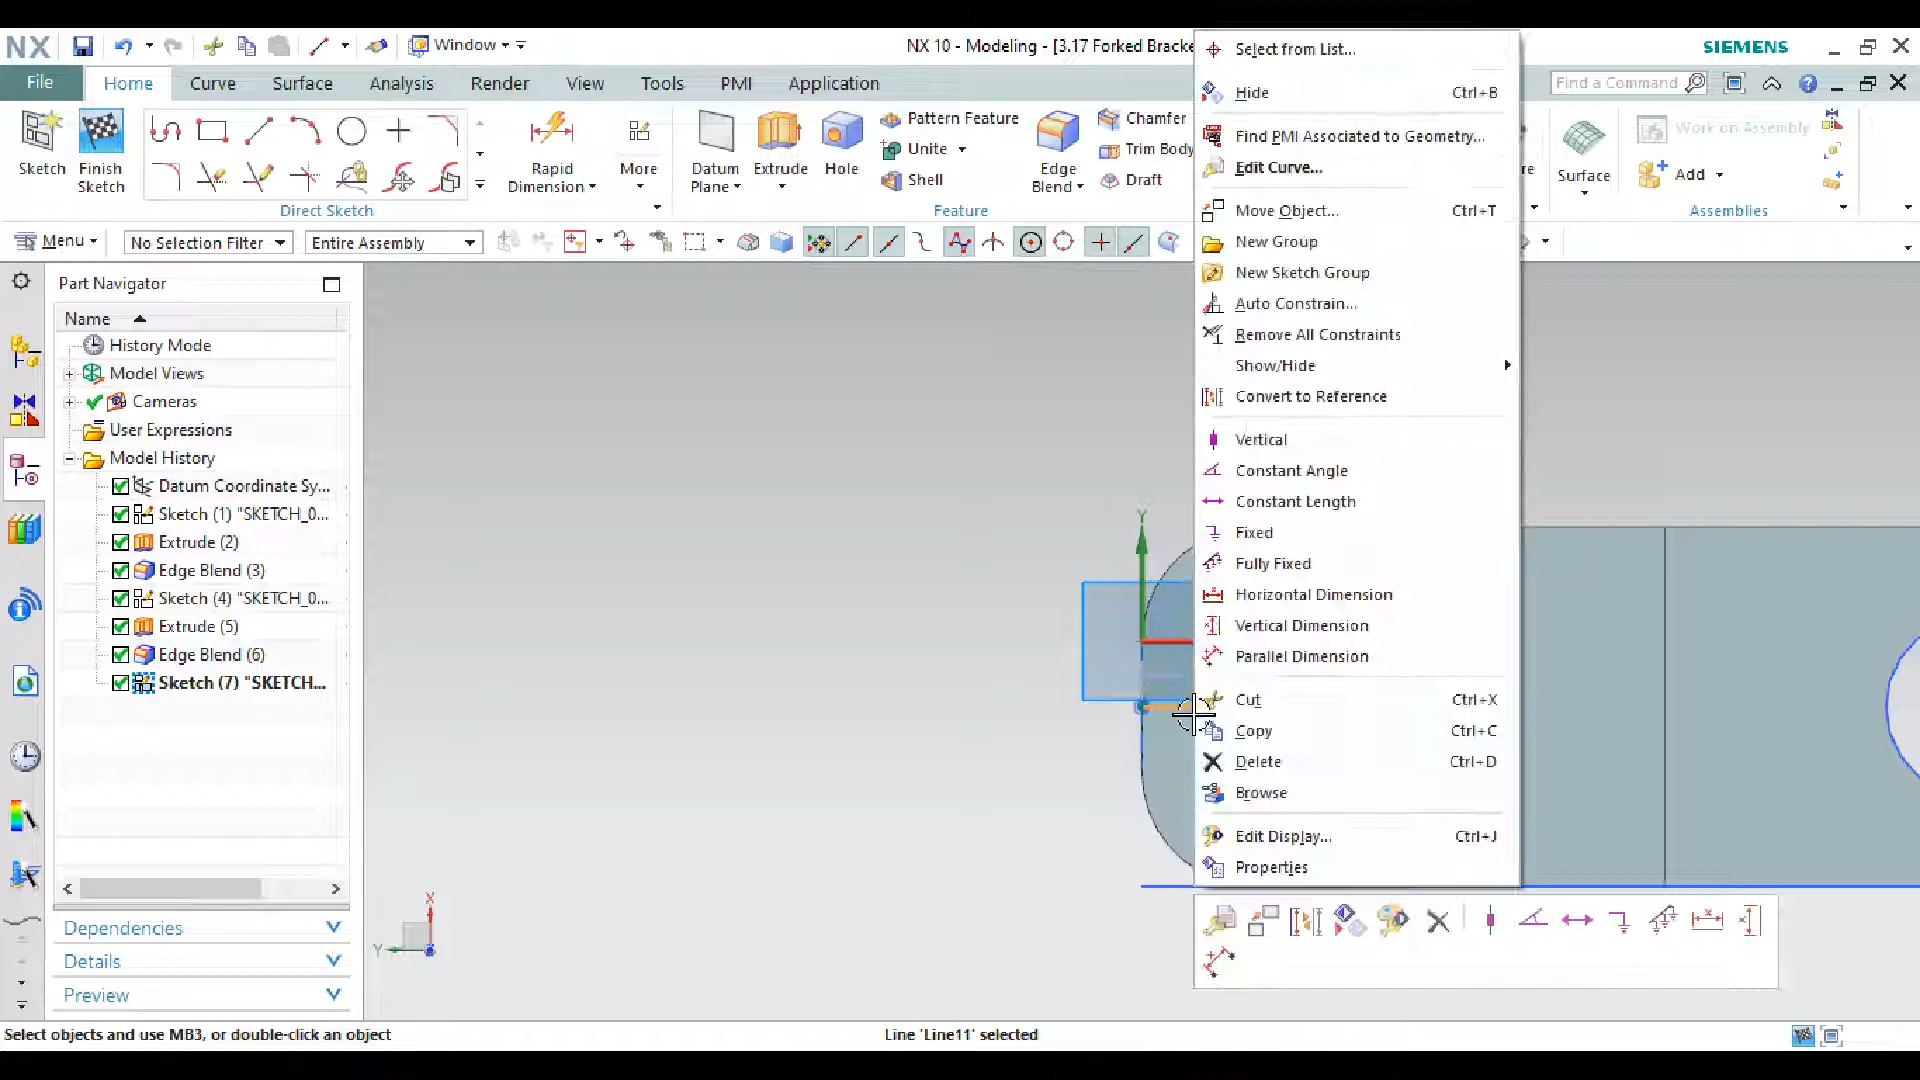 NX
Window
NX 10 - Modeling - [3.17 Forked Bracke
SIEMENS
File
Home
Curve
Surface
Analysis
Render
View
Tools
PMI
Application
Find a Command
Sketch
Finish
Sketch
Direct Sketch
Rapid
Dimension
More
Datum
Plane
Extrude
Hole
Pattern Feature
Unite
Shell
Feature
Edge
Blend
Chamfer
Trim Body
Draft
re
Surface
Work on Assembly
Add
Assemblies
Menu
No Selection Filter
Entire Assembly
Part Navigator
Name
History Mode
Model Views
Cameras
User Expressions
Model History
Datum Coordinate Sy...
Sketch (1) "SKETCH_0...
Extrude (2)
Edge Blend (3)
Sketch (4) "SKETCH_0...
Extrude (5)
Edge Blend (6)
Sketch (7) "SKETCH...
Dependencies
Details
Preview
Select from List...
Hide Ctrl+B
Find PMI Associated to Geometry...
Edit Curve...
Move Object... Ctrl+T
New Group
New Sketch Group
Auto Constrain...
Remove All Constraints
Show/Hide
Convert to Reference
Vertical
Constant Angle
Constant Length
Fixed
Fully Fixed
Horizontal Dimension
Vertical Dimension
Parallel Dimension
Cut Ctrl+X
Copy Ctrl+C
Delete Ctrl+D
Browse
Edit Display... Ctrl+J
Properties
Y
X
Y
Select objects and use MB3, or double-click an object
Line 'Line11' selected